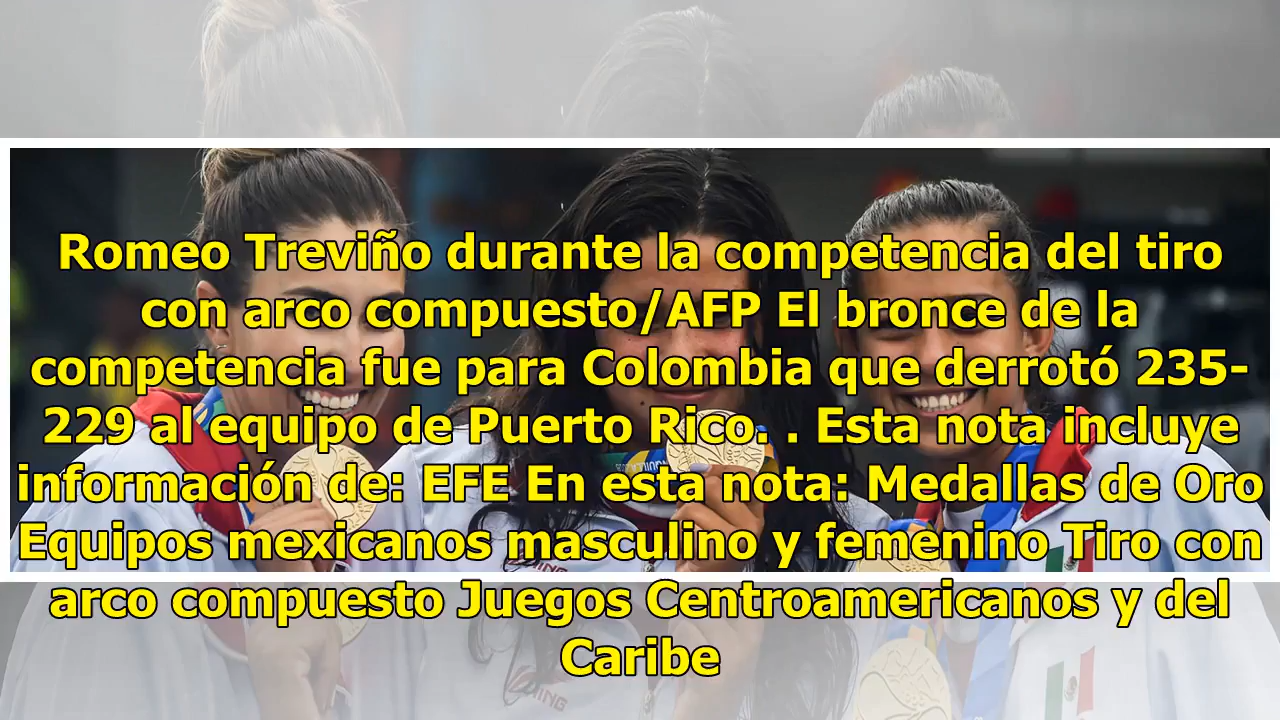 Romeo Treviño durante la competencia del tiro
con arco compuesto/AFP El bronce de la
competencia fue para Colombia que derrotó 235-
229 al equipo de Puerto Rico. . Esta nota incluye
información de: EFE En esta nota: Medallas de Oro
Equipos mexicanos masculino y femenino Tiro con
arco compuesto Juegos Centroamericanos y del
Caribe